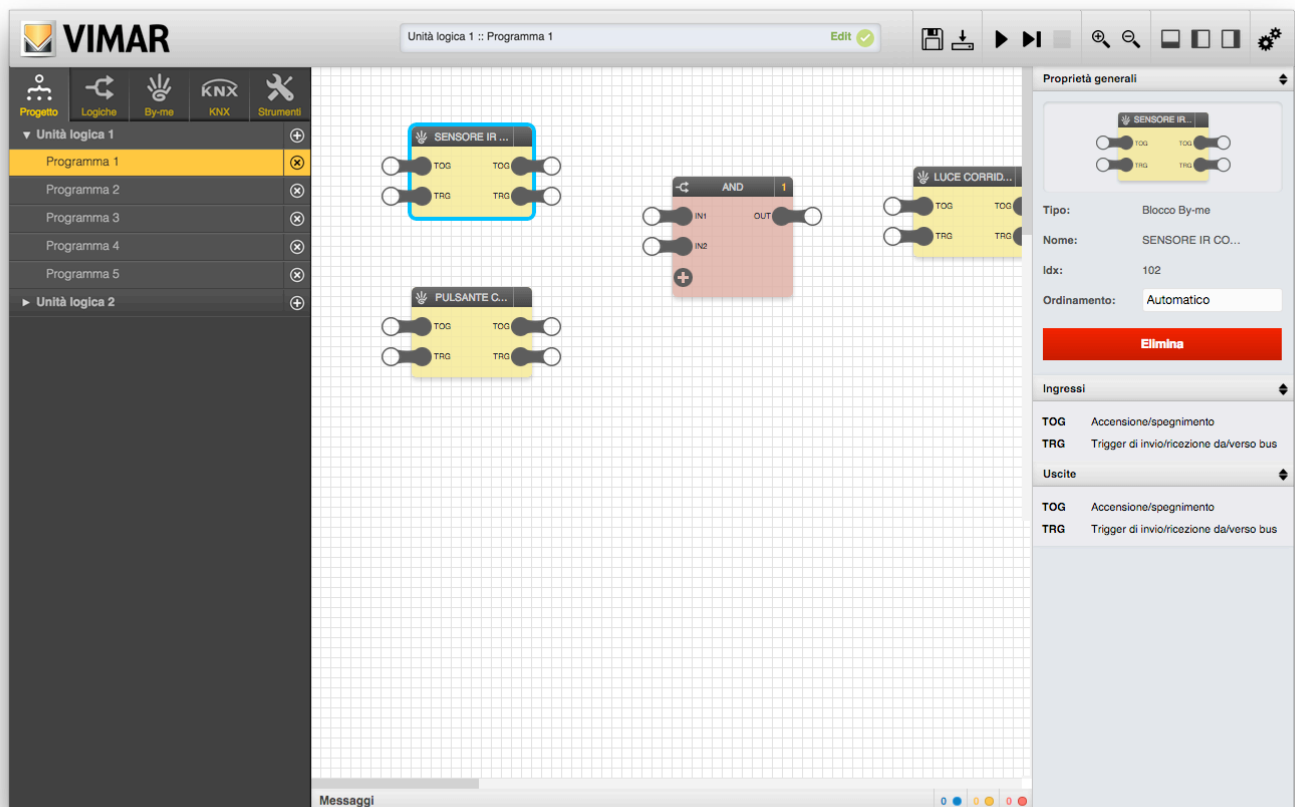 VIMAR
Unità logica 1 :: Programma 1
Edit
Progetto
Logiche
By-me
KNX
KNX
Strumenti
▼ Unità logica 1
Programma 1
Programma 2
Programma 3
Programma 4
Programma 5
► Unità logica 2
SENSORE IR ...
TOG TOG
TRG TRG
PULSANTE C...
TOG TOG
TRG TRG
AND 1
IN1 OUT
IN2
LUCE CORRID...
TOG TOG
TRG TRG
Messaggi
0 0 0
Proprietà generali
SENSORE IR...
TOG TOG
TRG TRG
Tipo: Blocco By-me
Nome: SENSORE IR CO...
Idx: 102
Ordinamento: Automatico
Elimina
Ingressi
TOG Accensione/spegnimento
TRG Trigger di invio/ricezione da/verso bus
Uscite
TOG Accensione/spegnimento
TRG Trigger di invio/ricezione da/verso bus